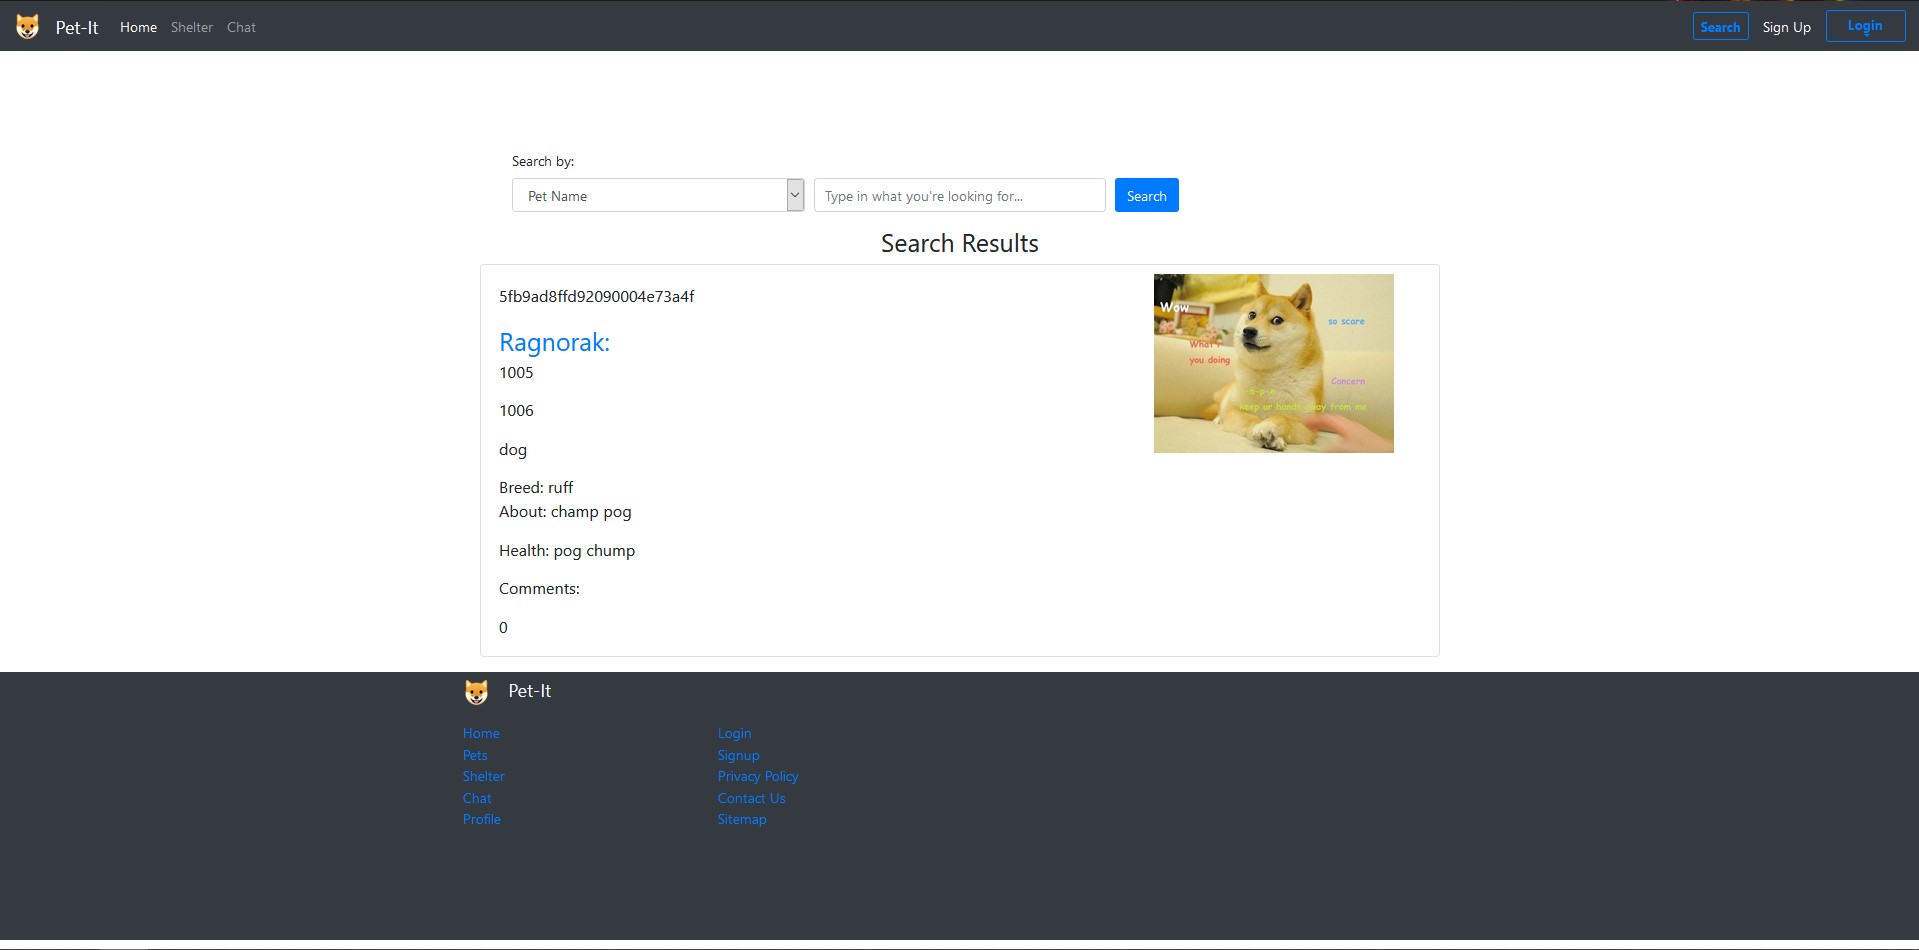 Pet-It Home Shelter Chat Search Sign Up Login
Search by:
Pet Name Type in what you're looking for... Search
Search Results
5fb9ad8ffd92090004e73a4f
Ragnorak:
1005
1006
dog
Breed: ruff
About: champ pog
Health: pog chump
Comments:
0
Wow
so scare
What r
you doing
Concern
keep ur hands away from me
Pet-It
Home
Pets
Shelter
Chat
Profile
Login
Signup
Privacy Policy
Contact Us
Sitemap